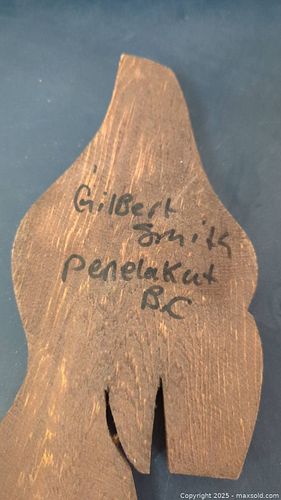 Gilbert
Smith
Penelakut
B.C
Copyright © 2025 - maxsold.com